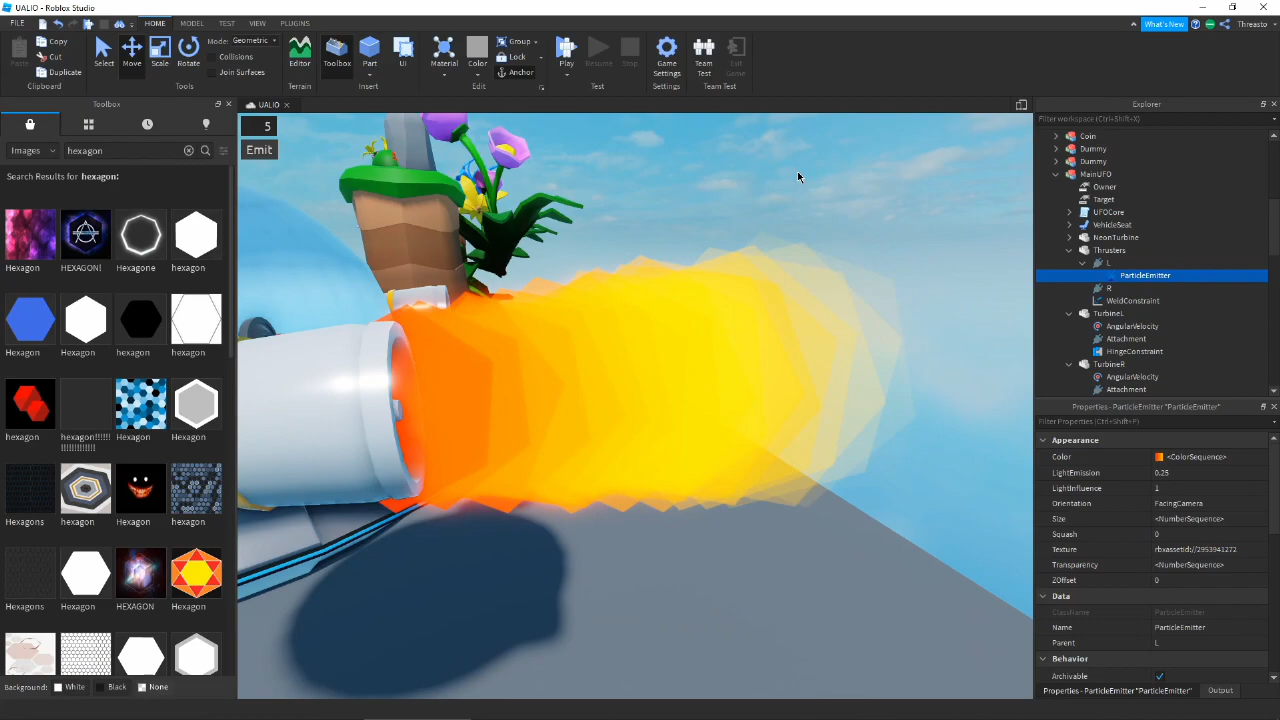 UALIO - Roblox Studio
FILE HOME MODEL TEST VIEW PLUGINS What's New Threasto
Paste Copy Cut Duplicate Clipboard
Select Move Scale Rotate Mode: Geometric Collisions Join Surfaces Tools
Editor Terrain
Toolbox Part UI Insert
Material Color Group Lock Anchor Edit
Play Resume Stop Test
Game Settings Settings
Team Test Exit Game Team Test
Toolbox
Images hexagon
Search Results for hexagon:
Hexagon HEXAGON! Hexagone hexagon
Hexagon Hexagon hexagon hexagon
hexagon hexagon!!!!!! !!!!!!!!!!!!! Hexagon Hexagon
Hexagons hexagon hexagon hexagon
Hexagons Hexagon HEXAGON Hexagon
Background: White Black None
UALIO
5
Emit
Explorer
Filter workspace (Ctrl+Shift+X)
Coin
Dummy
Dummy
MainUFO
Owner
Target
UFOCore
VehicleSeat
NeonTurbine
Thrusters
L
ParticleEmitter
R
WeldConstraint
TurbineL
AngularVelocity
Attachment
HingeConstraint
TurbineR
AngularVelocity
Attachment
Properties - ParticleEmitter "ParticleEmitter"
Filter Properties (Ctrl+Shift+P)
Appearance
Color <ColorSequence>
LightEmission 0.25
LightInfluence 1
Orientation FacingCamera
Size <NumberSequence>
Squash 0
Texture rbxassetid://2953941272
Transparency <NumberSequence>
ZOffset 0
Data
ClassName ParticleEmitter
Name ParticleEmitter
Parent L
Behavior
Archivable
Properties - ParticleEmitter "ParticleEmitter" Output